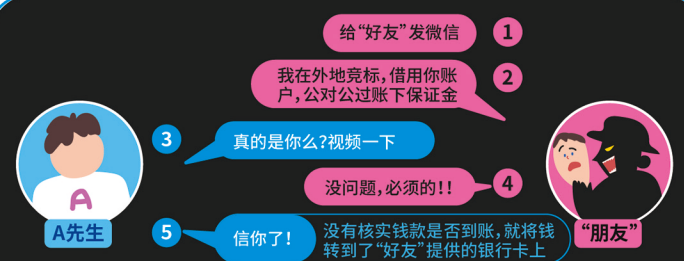 给“好友”发微信
1
我在外地竞标，借用你账
户，公对公过账下保证金
2
3
真的是你么？视频一下
没问题，必须的！！
4
A
A先生
5
信你了！
没有核实钱款是否到账，就将钱
转到了“好友”提供的银行卡上
“朋友”